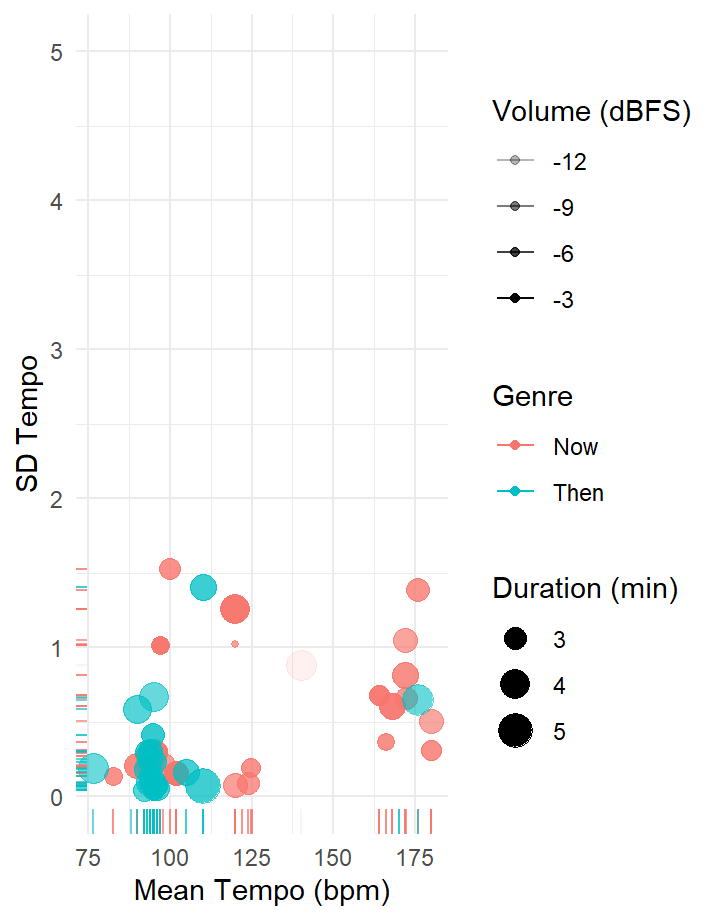 5
4
3
2
1
0
SD Tempo
75 100 125 150 175
Mean Tempo (bpm)
Volume (dBFS)
-12
-9
-6
-3
Genre
Now
Then
Duration (min)
3
4
5